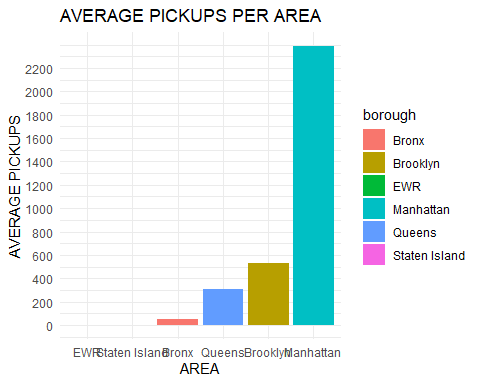 AVERAGE PICKUPS PER AREA
AVERAGE PICKUPS
2200
2000
1800
1600
1400
1200
1000
800
600
400
200
0
EWR Staten Island Bronx Queens Brooklyn Manhattan
AREA
borough
Bronx
Brooklyn
EWR
Manhattan
Queens
Staten Island